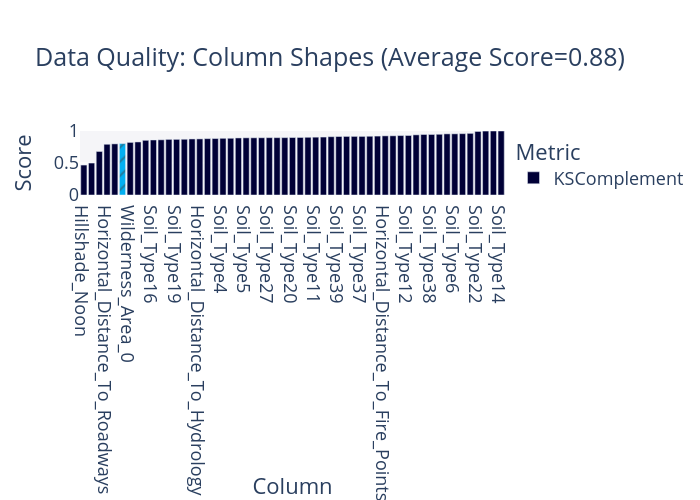 Data Quality: Column Shapes (Average Score=0.88)
Score
1
0.5
0
Metric
KSComplement
Hillshade_Noon
Horizontal_Distance_To_Roadways
Wilderness_Area_0
Soil_Type16
Soil_Type19
Horizontal_Distance_To_Hydrology
Soil_Type4
Soil_Type5
Soil_Type27
Soil_Type20
Soil_Type11
Soil_Type39
Soil_Type37
Horizontal_Distance_To_Fire_Points
Soil_Type12
Soil_Type38
Soil_Type6
Soil_Type22
Soil_Type14
Column